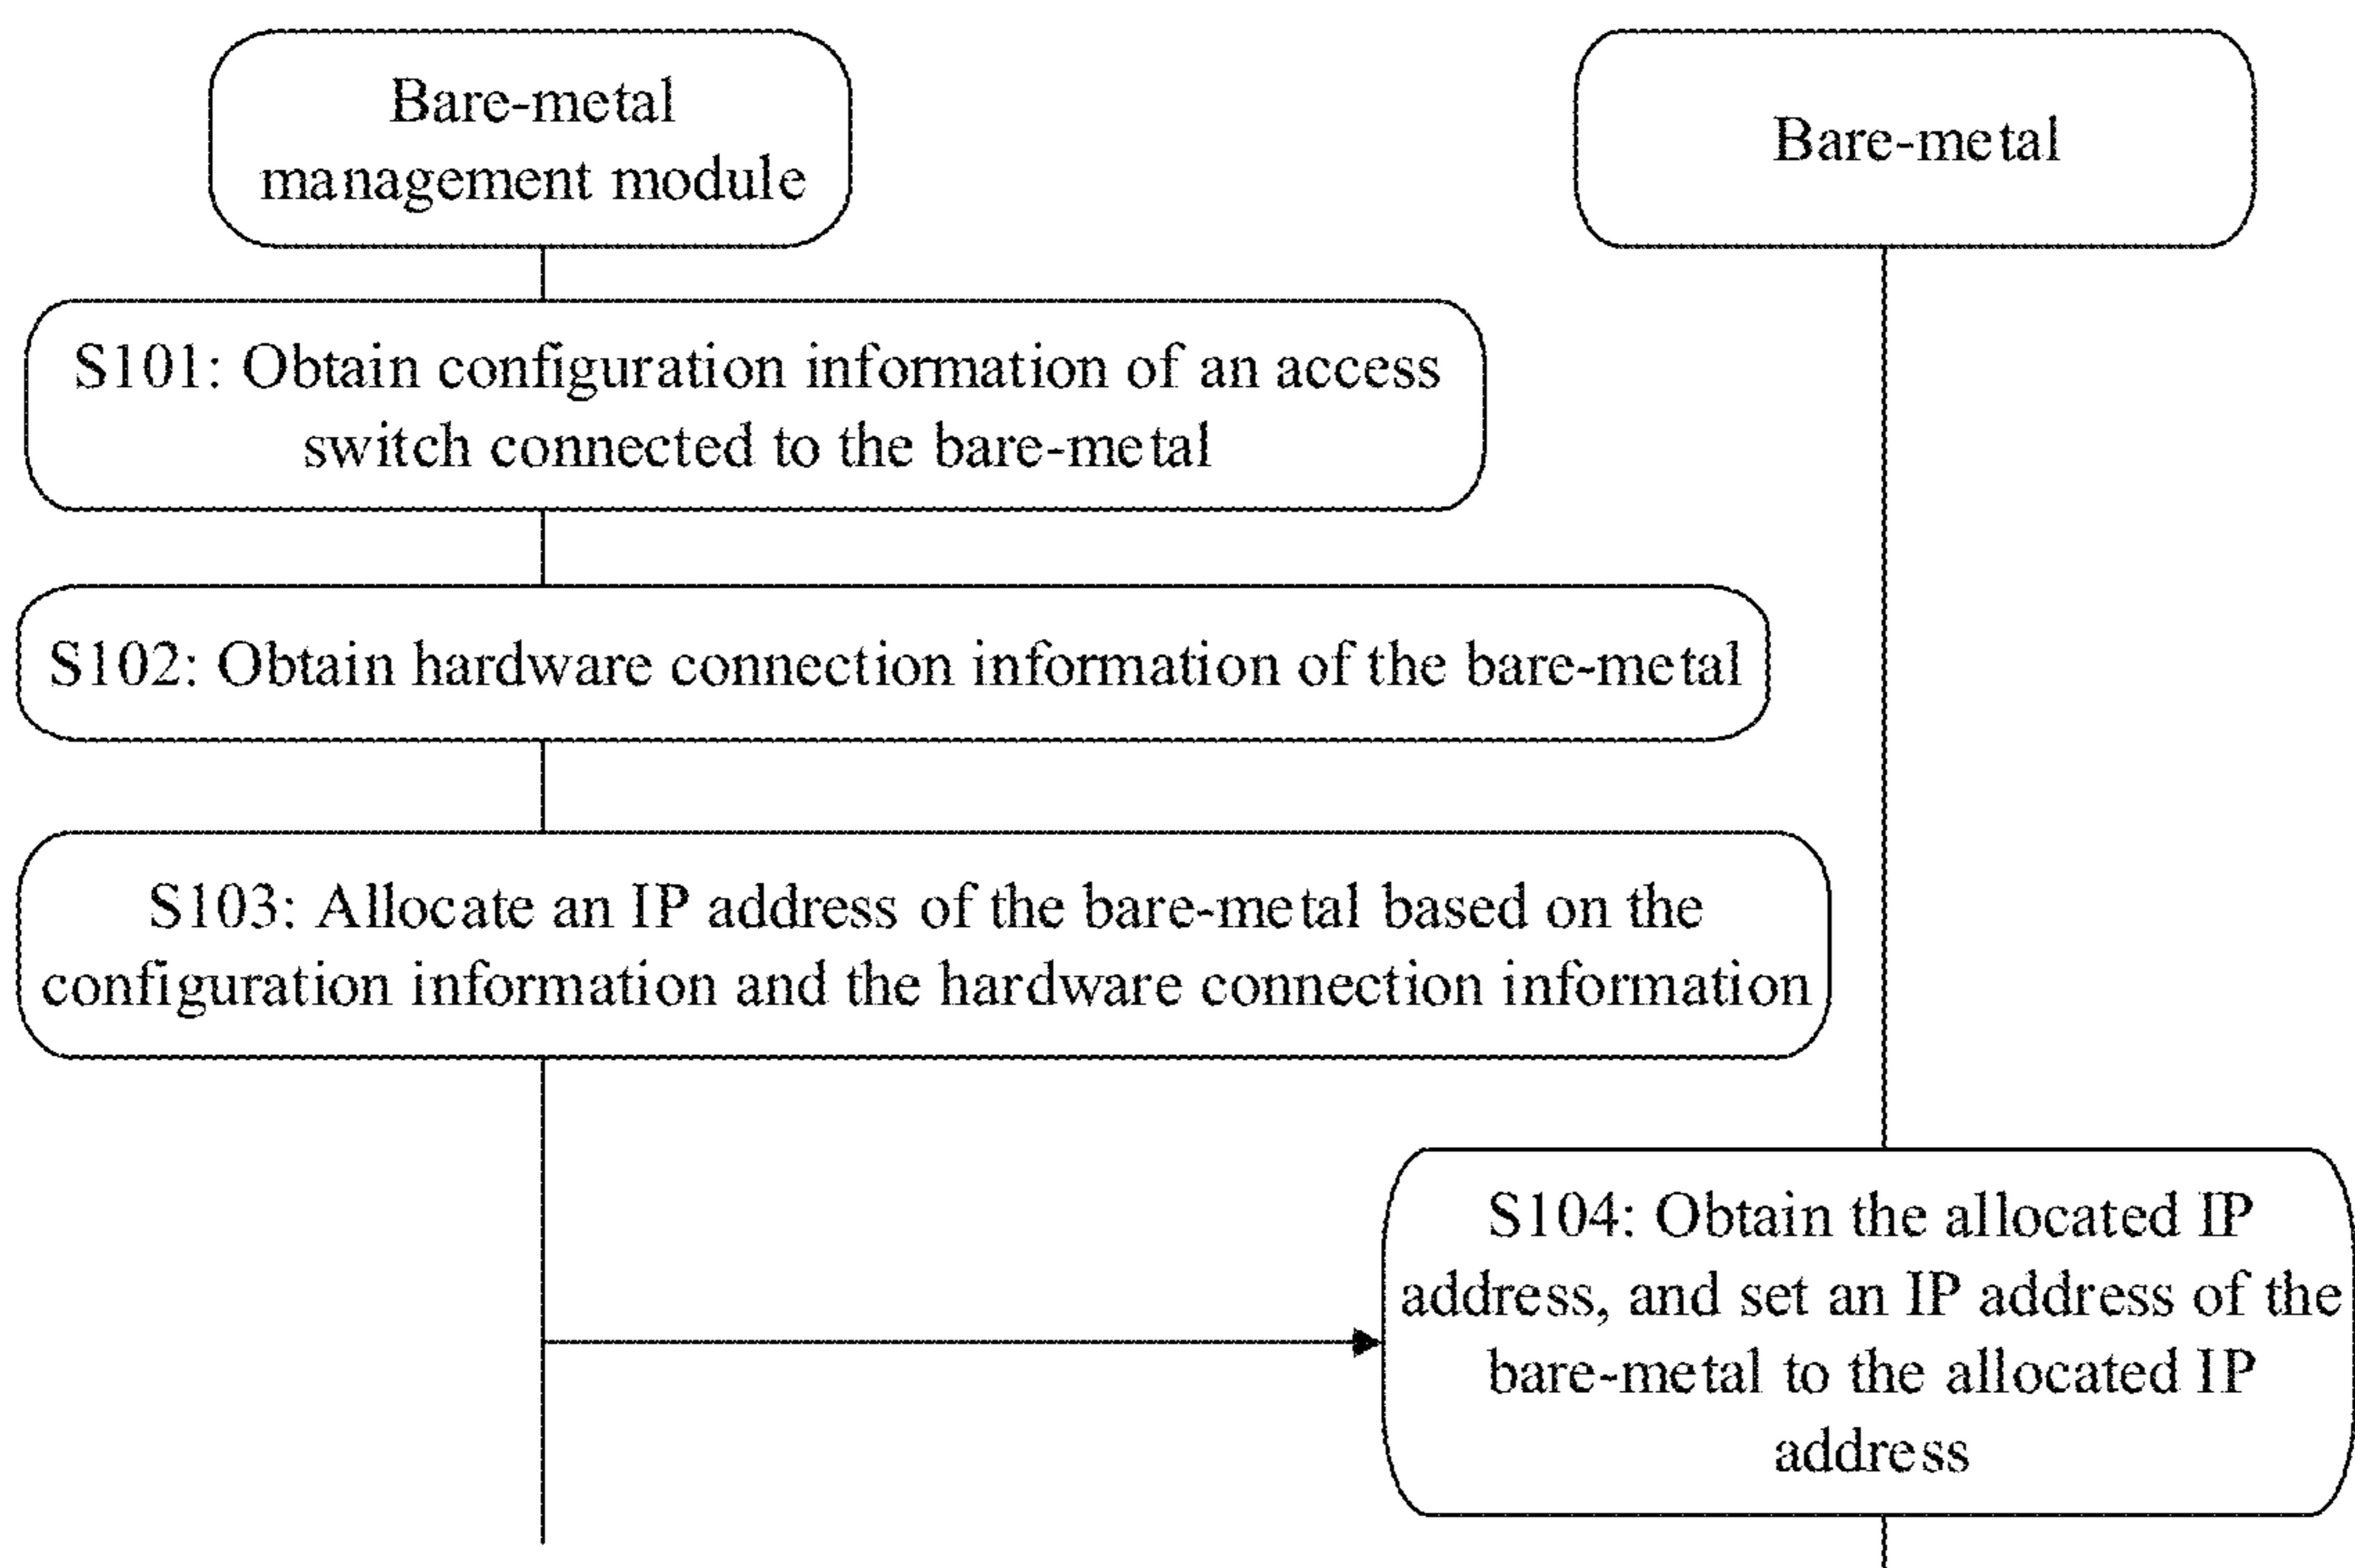 Bare-metal
management module
Bare-metal
S101: Obtain configuration information of an access
switch connected to the bare-metal
S102: Obtain hardware connection information of the bare-metal
S103: Allocate an IP address of the bare-metal based on the
configuration information and the hardware connection information
S104: Obtain the allocated IP
address, and set an IP address of the
bare-metal to the allocated IP
address